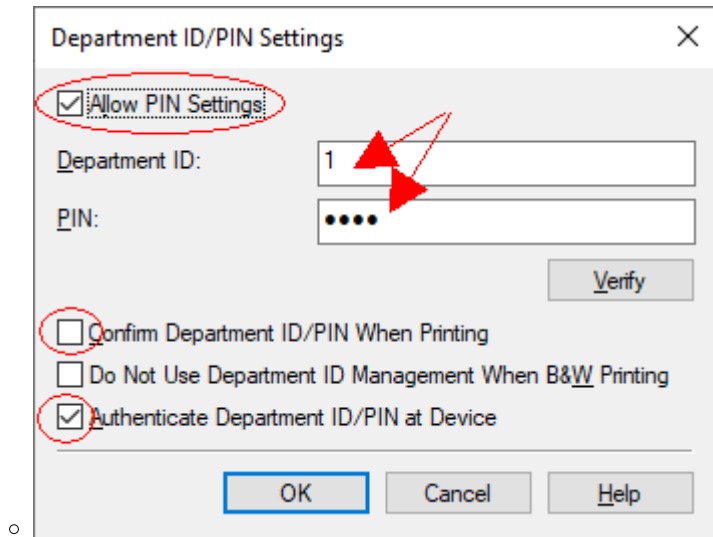 Department ID/PIN Settings
Allow PIN Settings
Department ID: 1
PIN: ••••
Verify
Confirm Department ID/PIN When Printing
Do Not Use Department ID Management When B&W Printing
Authenticate Department ID/PIN at Device
OK Cancel Help